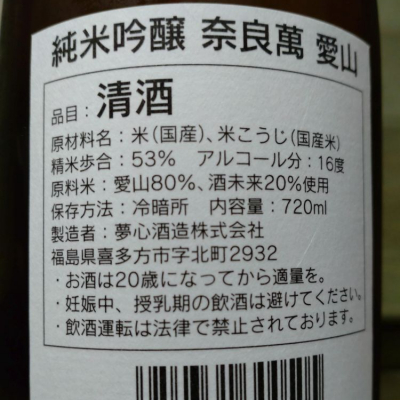 純米吟醸 奈良萬 愛山
品目：清酒
原材料名：米（国産）、米こうじ（国産米）
精米歩合：53％　アルコール分：16度
原料米：愛山80％、酒未来20％使用
保存方法：冷暗所　内容量：720ml
製造者：夢心酒造株式会社
福島県喜多方市字北町2932
・お酒は20歳になってから適量を。
・妊娠中、授乳期の飲酒は避けてください。
・飲酒運転は法律で禁止されております。